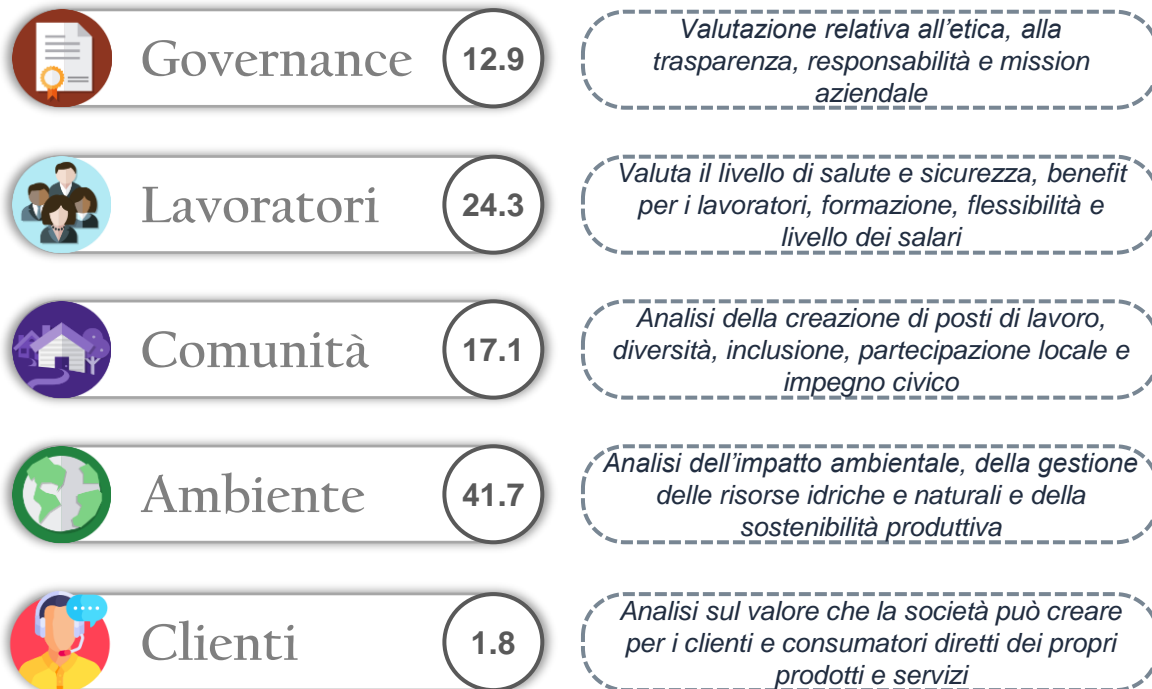 Governance
12.9
Valutazione relativa all'etica, alla
trasparenza, responsabilità e mission
aziendale
Lavoratori
24.3
Valuta il livello di salute e sicurezza, benefit
per i lavoratori, formazione, flessibilità e
livello dei salari
Comunità
17.1
Analisi della creazione di posti di lavoro,
diversità, inclusione, partecipazione locale e
impegno civico
Ambiente
41.7
Analisi dell'impatto ambientale, della gestione
delle risorse idriche e naturali e della
sostenibilità produttiva
Clienti
1.8
Analisi sul valore che la società può creare
per i clienti e consumatori diretti dei propri
prodotti e servizi